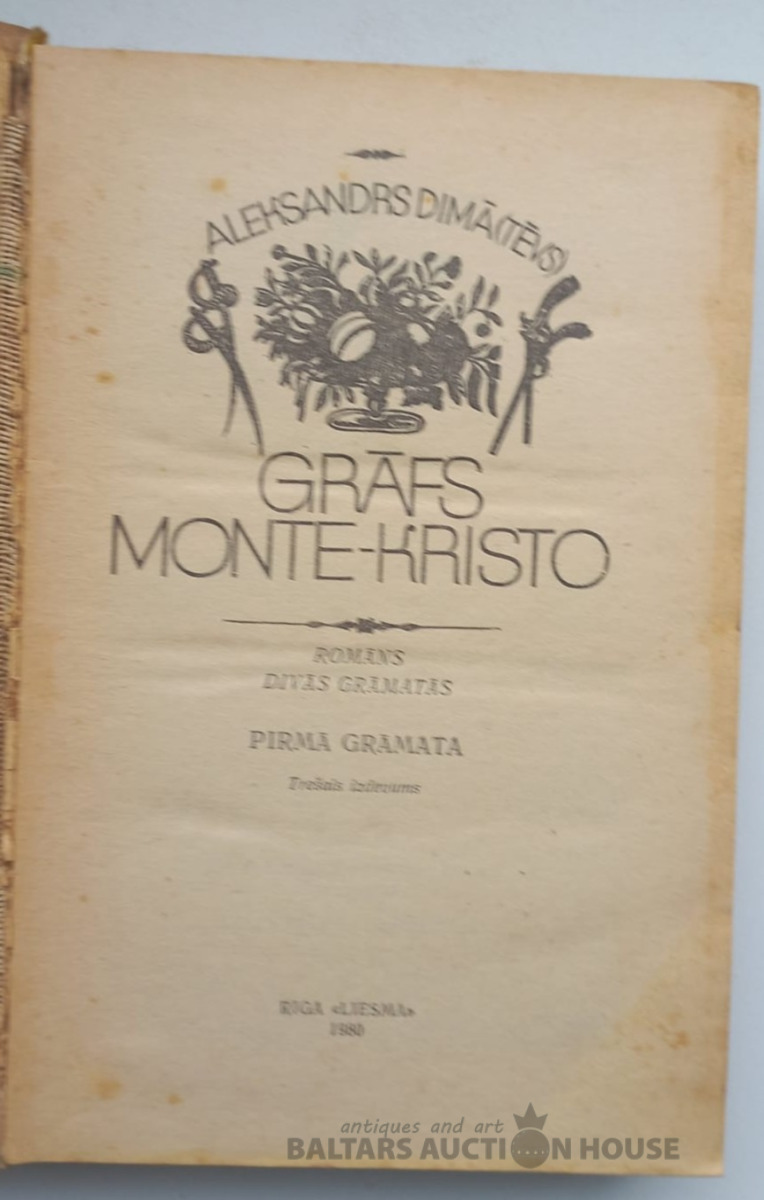 ALEKSANDRS DIMĀ (TĒVS)
GRĀFS
MONTE-KRISTO
ROMĀNS
DIVĀS GRĀMATĀS
PIRMĀ GRĀMATA
Trešais izdevums
RĪGA «LIESMA»
1980
antiques and art
BALTARS AUCTION HOUSE